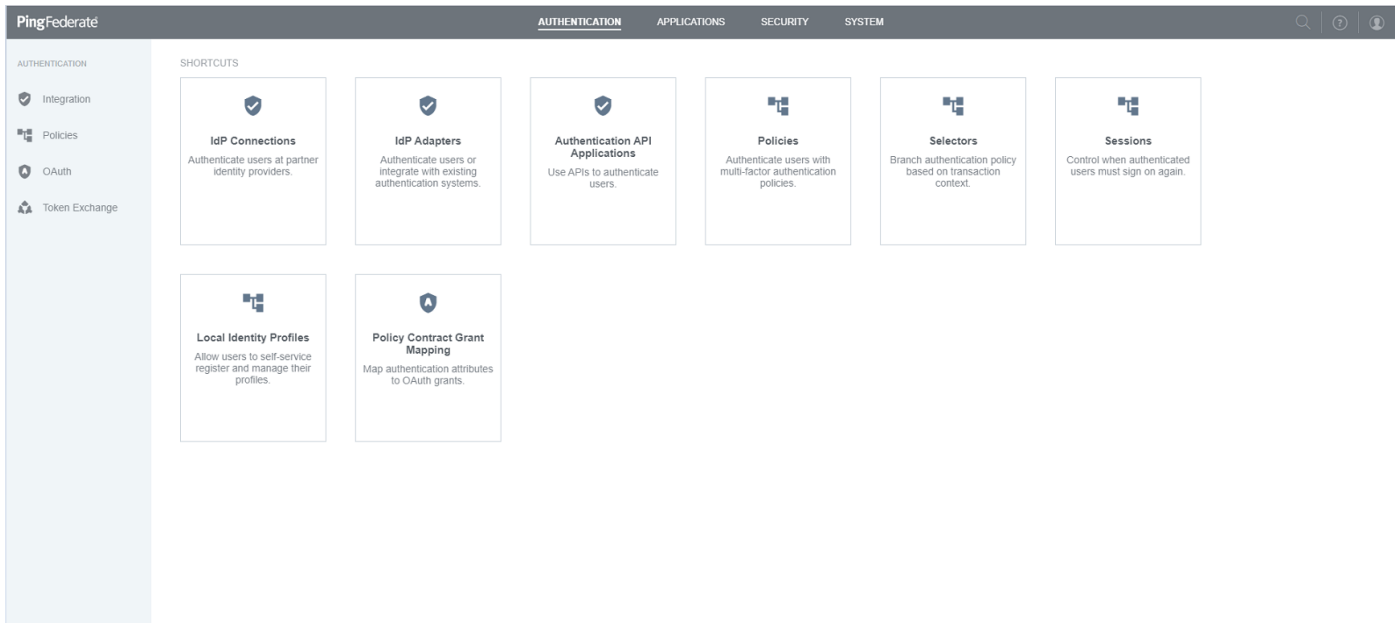 PingFederate
AUTHENTICATION
APPLICATIONS
SECURITY
SYSTEM
AUTHENTICATION
Integration
Policies
OAuth
Token Exchange
SHORTCUTS
IdP Connections
Authenticate users at partner
identity providers.
IdP Adapters
Authenticate users or
integrate with existing
authentication systems.
Authentication API
Applications
Use APIs to authenticate
users.
Policies
Authenticate users with
multi-factor authentication
policies.
Selectors
Branch authentication policy
based on transaction
context.
Sessions
Control when authenticated
users must sign on again.
Local Identity Profiles
Allow users to self-service
register and manage their
profiles.
Policy Contract Grant
Mapping
Map authentication attributes
to OAuth grants.